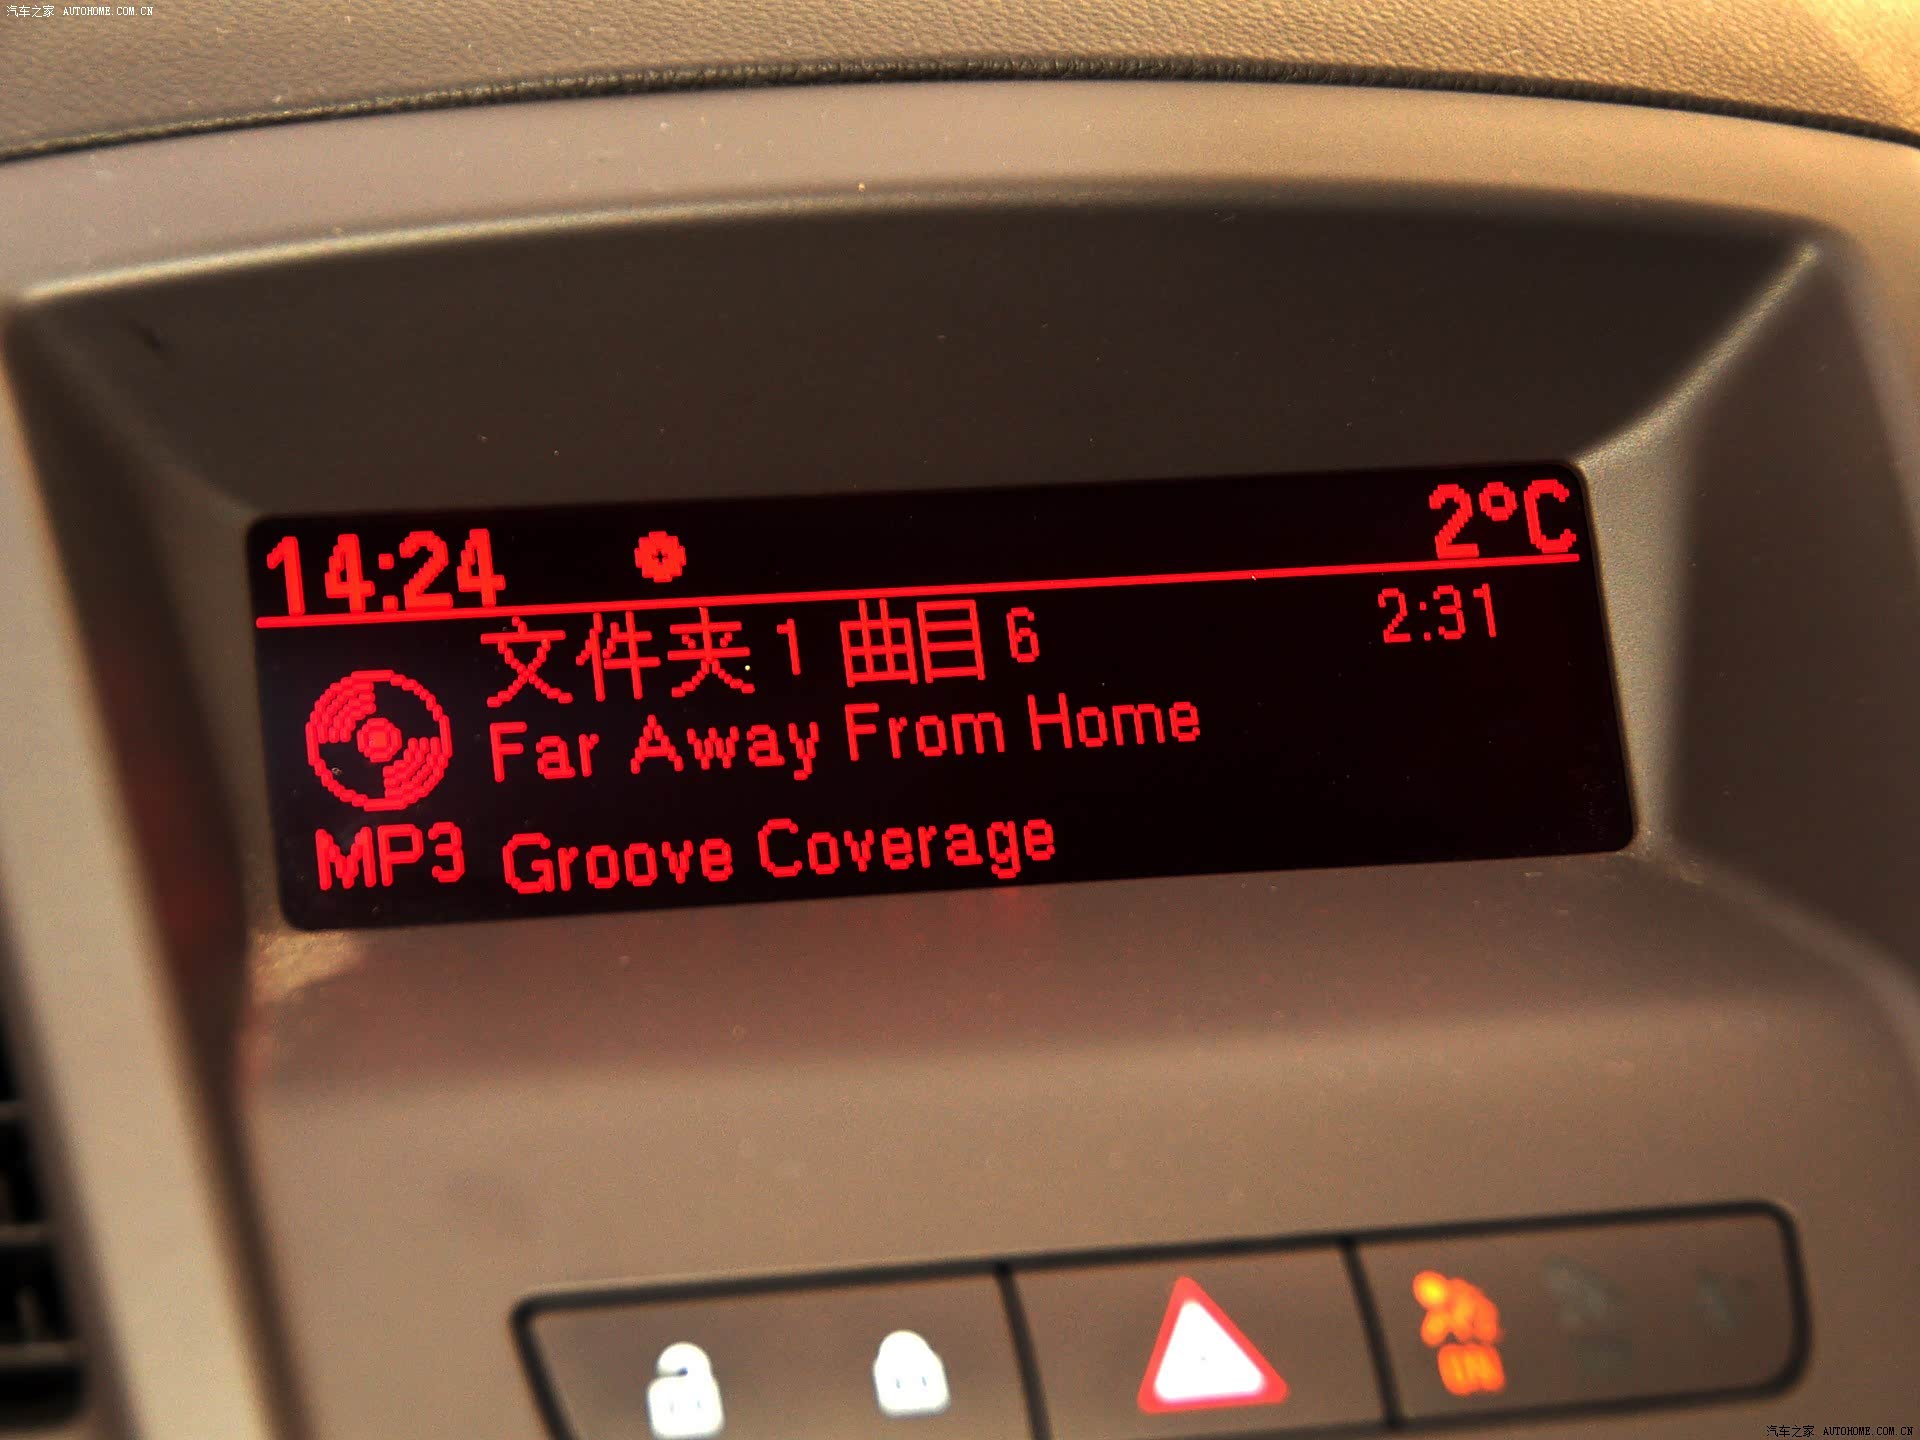 汽车之家 AUTOHOME.COM.CN
14:24 2°C
文件夹 1 曲目 6 2:31
Far Away From Home
MP3 Groove Coverage
ON
汽车之家 AUTOHOME.COM.CN